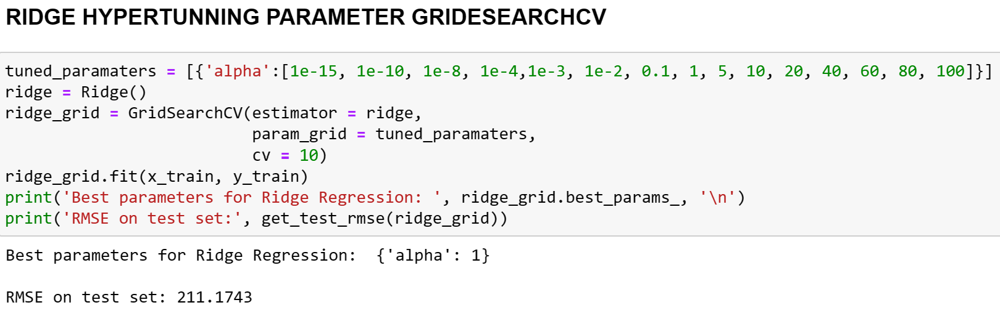 RIDGE HYPERTUNNING PARAMETER GRIDESEARCHCV
tuned_paramaters = [{'alpha':[1e-15, 1e-10, 1e-8, 1e-4,1e-3, 1e-2, 0.1, 1, 5, 10, 20, 40, 60, 80, 100]}]
ridge = Ridge()
ridge_grid = GridSearchCV(estimator = ridge,
                          param_grid = tuned_paramaters,
                          cv = 10)
ridge_grid.fit(x_train, y_train)
print('Best parameters for Ridge Regression: ', ridge_grid.best_params_, '\n')
print('RMSE on test set:', get_test_rmse(ridge_grid))
Best parameters for Ridge Regression:  {'alpha': 1}
RMSE on test set: 211.1743